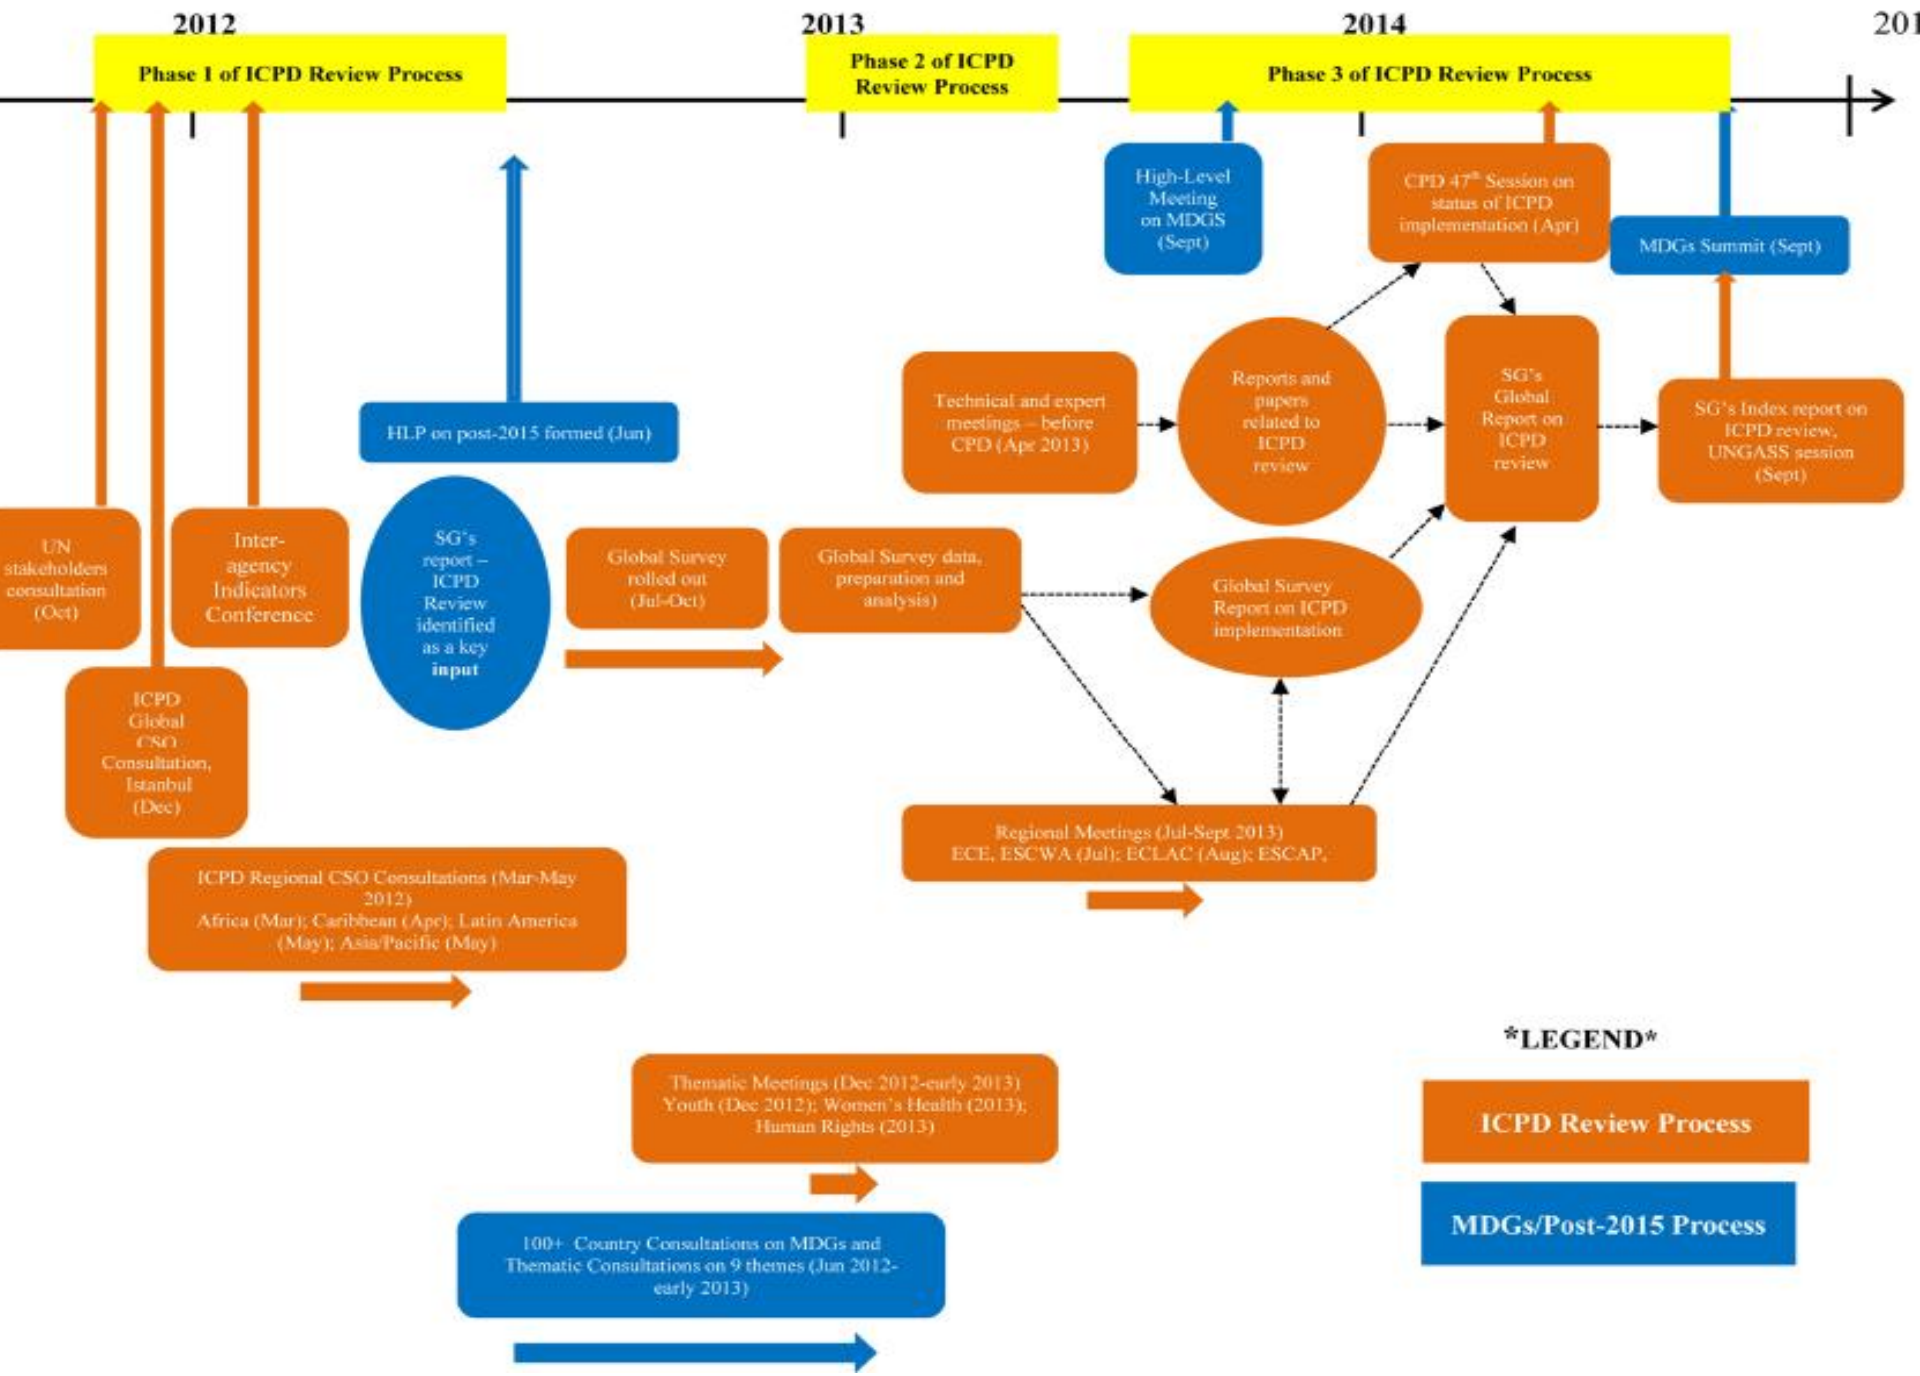 2012
2013
2014
201
Phase 1 of ICPD Review Process
Phase 2 of ICPD
Review Process
Phase 3 of ICPD Review Process
High-Level
Meeting
on MDGS
(Sept)
CPD 47th Session on
status of ICPD
implementation (Apr)
MDGs Summit (Sept)
HLP on post-2015 formed (Jun)
Technical and expert
meetings – before
CPD (Apr 2013)
Reports and
papers
related to
ICPD
review
SG's
Global
Report on
ICPD
review
SG's Index report on
ICPD review,
UNGASS session
(Sept)
UN
stakeholders
consultation
(Oct)
Inter-
agency
Indicators
Conference
SG's
report –
ICPD
Review
identified
as a key
input
Global Survey
rolled out
(Jul-Oct)
Global Survey data,
preparation and
analysis)
Global Survey
Report on ICPD
implementation
ICPD
Global
CSO
Consultation,
Istanbul
(Dec)
Regional Meetings (Jul-Sept 2013)
ECE, ESCWA (Jul); ECLAC (Aug); ESCAP,
ICPD Regional CSO Consultations (Mar-May
2012)
Africa (Mar); Caribbean (Apr); Latin America
(May); Asia/Pacific (May)
Thematic Meetings (Dec 2012-early 2013)
Youth (Dec 2012); Women's Health (2013);
Human Rights (2013)
100+ Country Consultations on MDGs and
Thematic Consultations on 9 themes (Jun 2012-
early 2013)
*LEGEND*
ICPD Review Process
MDGs/Post-2015 Process